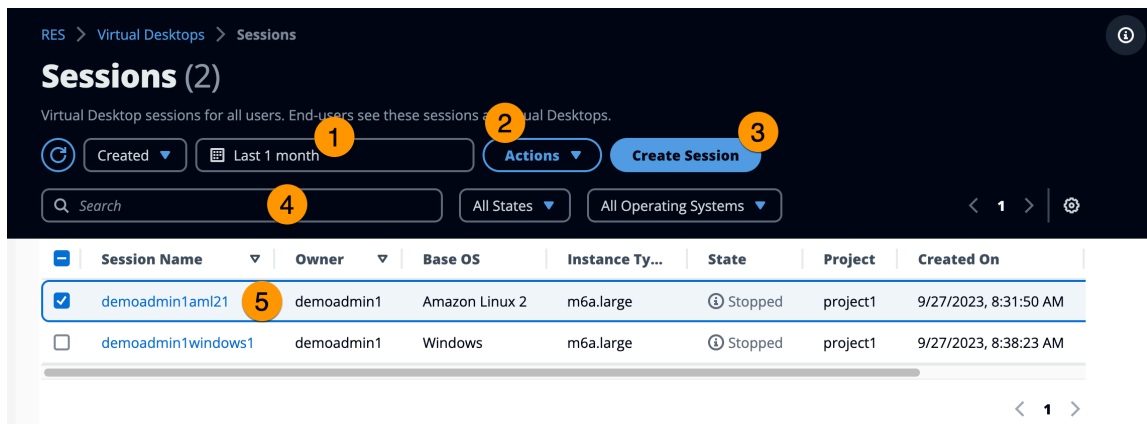 RES > Virtual Desktops > Sessions
Sessions (2)
Virtual Desktop sessions for all users. End-users see these sessions a ual Desktops.
1 2 3
Created Last 1 month Actions Create Session
Search 4 All States All Operating Systems < 1 >
Session Name Owner Base OS Instance Ty... State Project Created On
demoadmin1aml21 5 demoadmin1 Amazon Linux 2 m6a.large Stopped project1 9/27/2023, 8:31:50 AM
demoadmin1windows1 demoadmin1 Windows m6a.large Stopped project1 9/27/2023, 8:38:23 AM
< 1 >